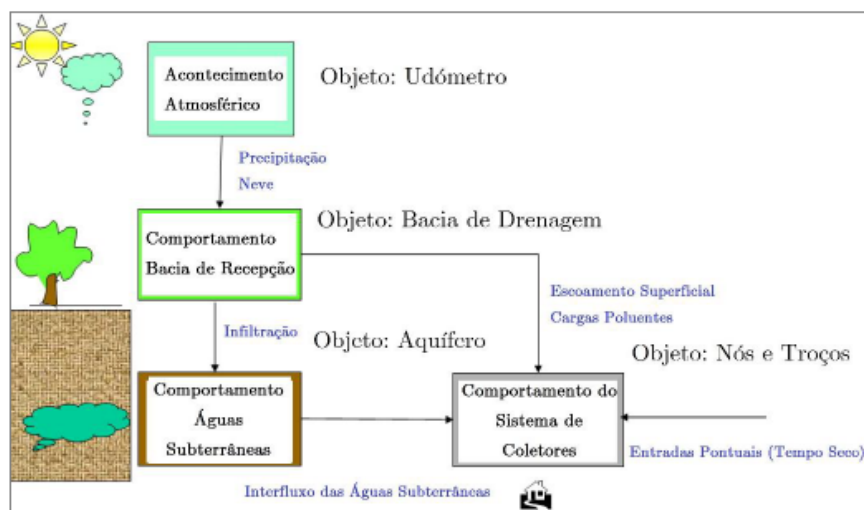 Acontecimento
Atmosférico
Objeto: Udómetro
Precipitação
Neve
Objeto: Bacia de Drenagem
Comportamento
Bacia de Recepção
Escoamento Superficial
Cargas Poluentes
Infiltração
Objeto: Aquífero
Objeto: Nós e Troços
Comportamento
Águas
Subterrâneas
Comportamento do
Sistema de
Coletores
Entradas Pontuais (Tempo Seco)
Interfluxo das Águas Subterrâneas